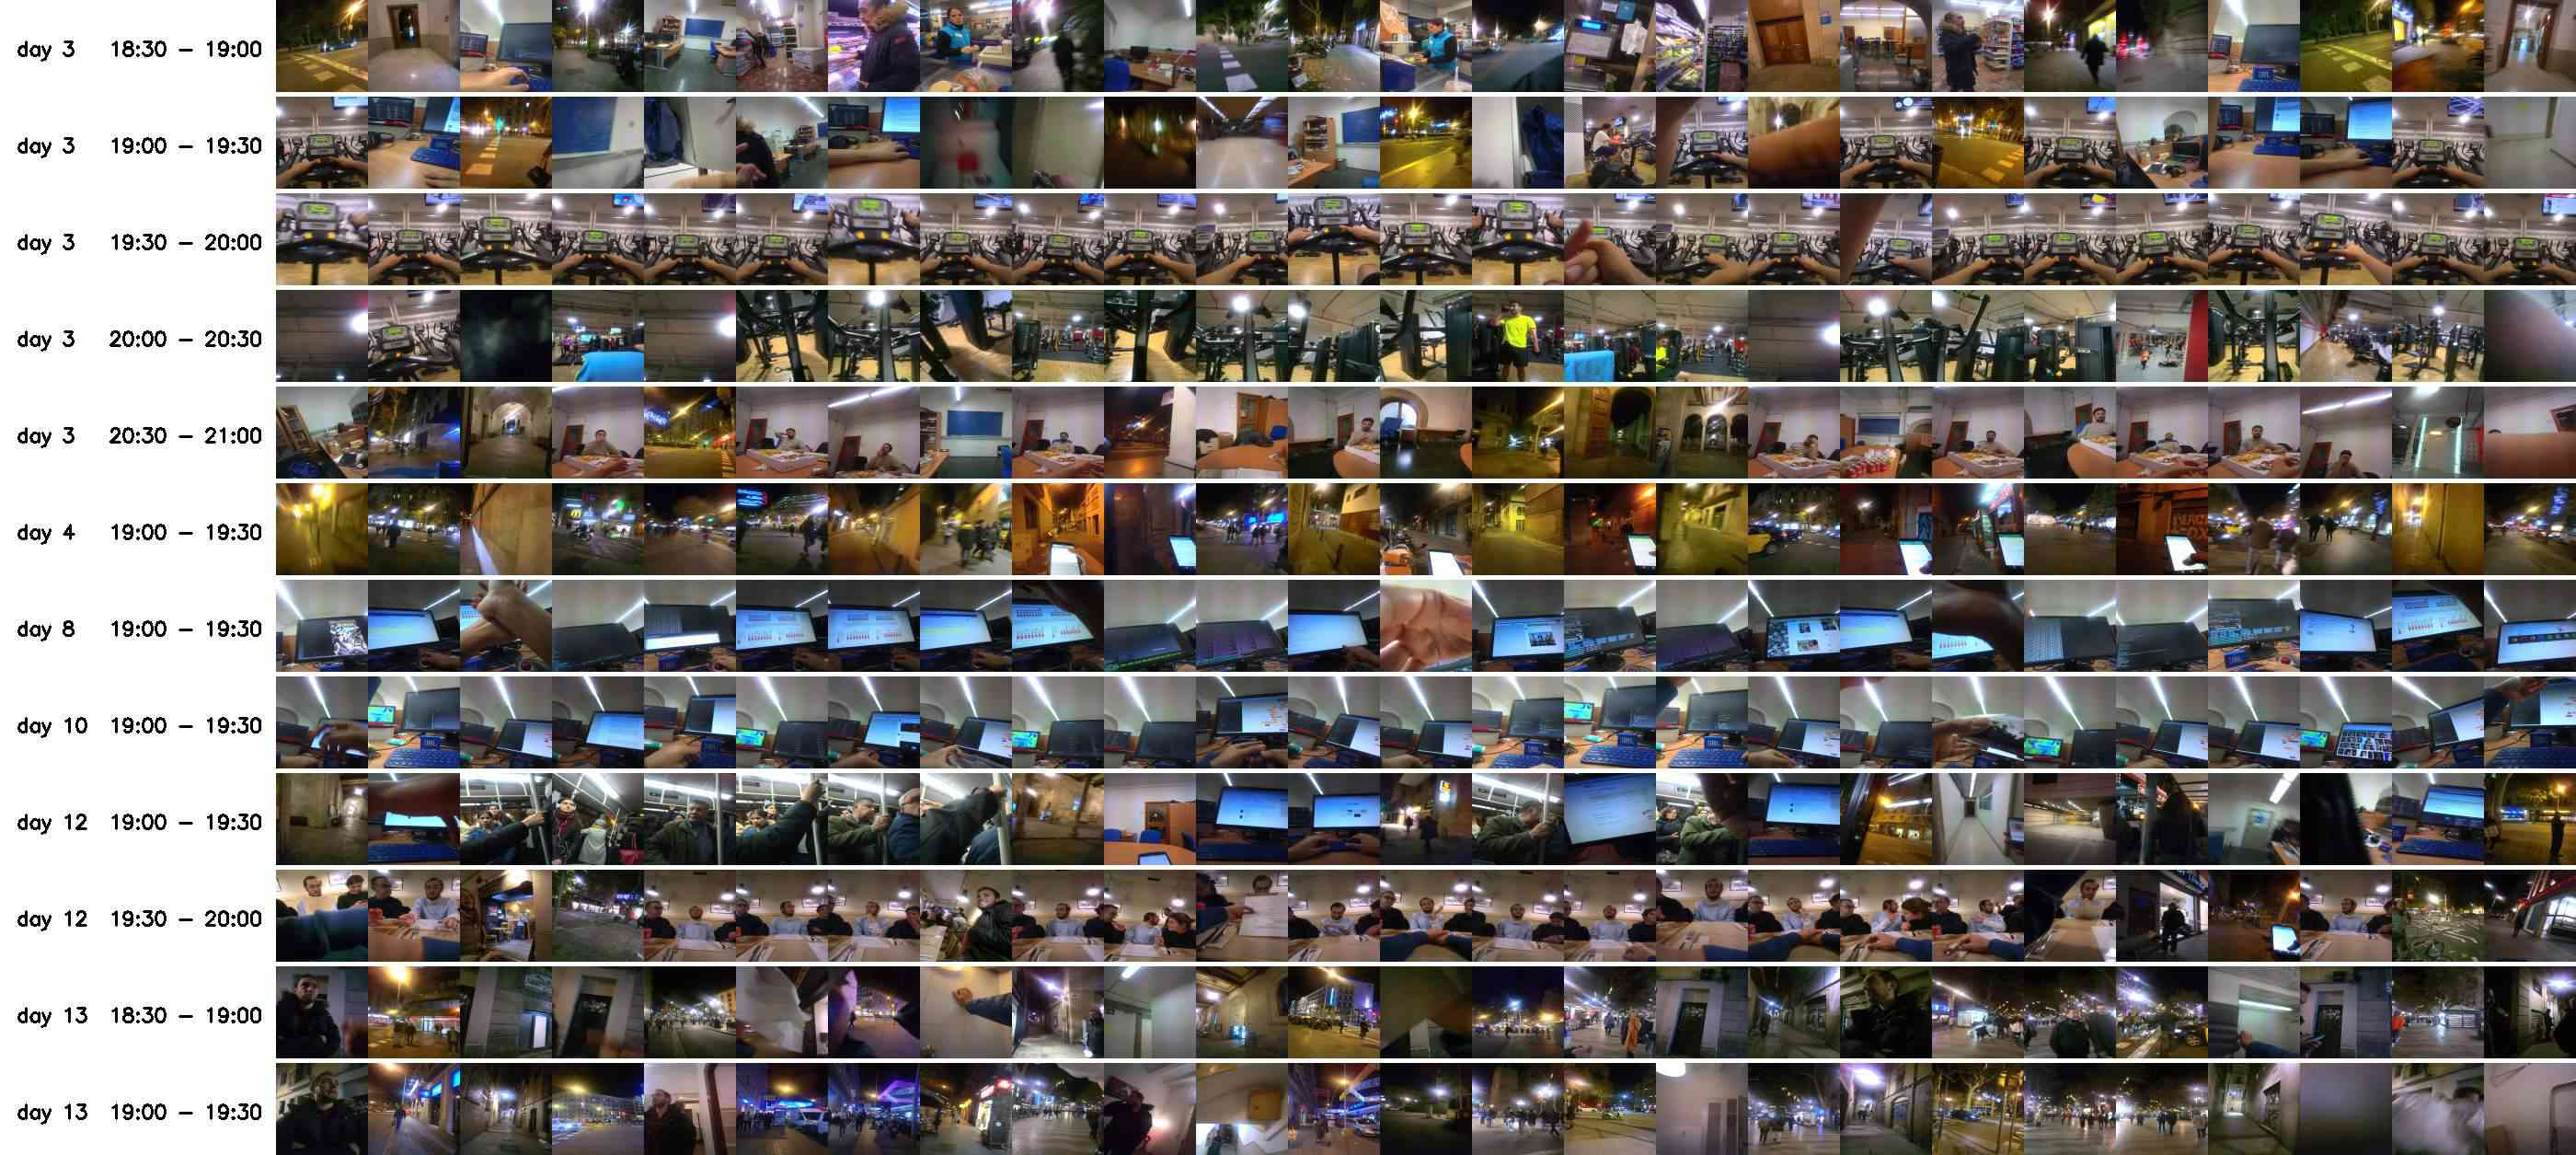 day 3 18:30 – 19:00
day 3 19:00 – 19:30
day 3 19:30 – 20:00
day 3 20:00 – 20:30
day 3 20:30 – 21:00
day 4 19:00 – 19:30
day 8 19:00 – 19:30
day 10 19:00 – 19:30
day 12 19:00 – 19:30
day 12 19:30 – 20:00
day 13 18:30 – 19:00
day 13 19:00 – 19:30